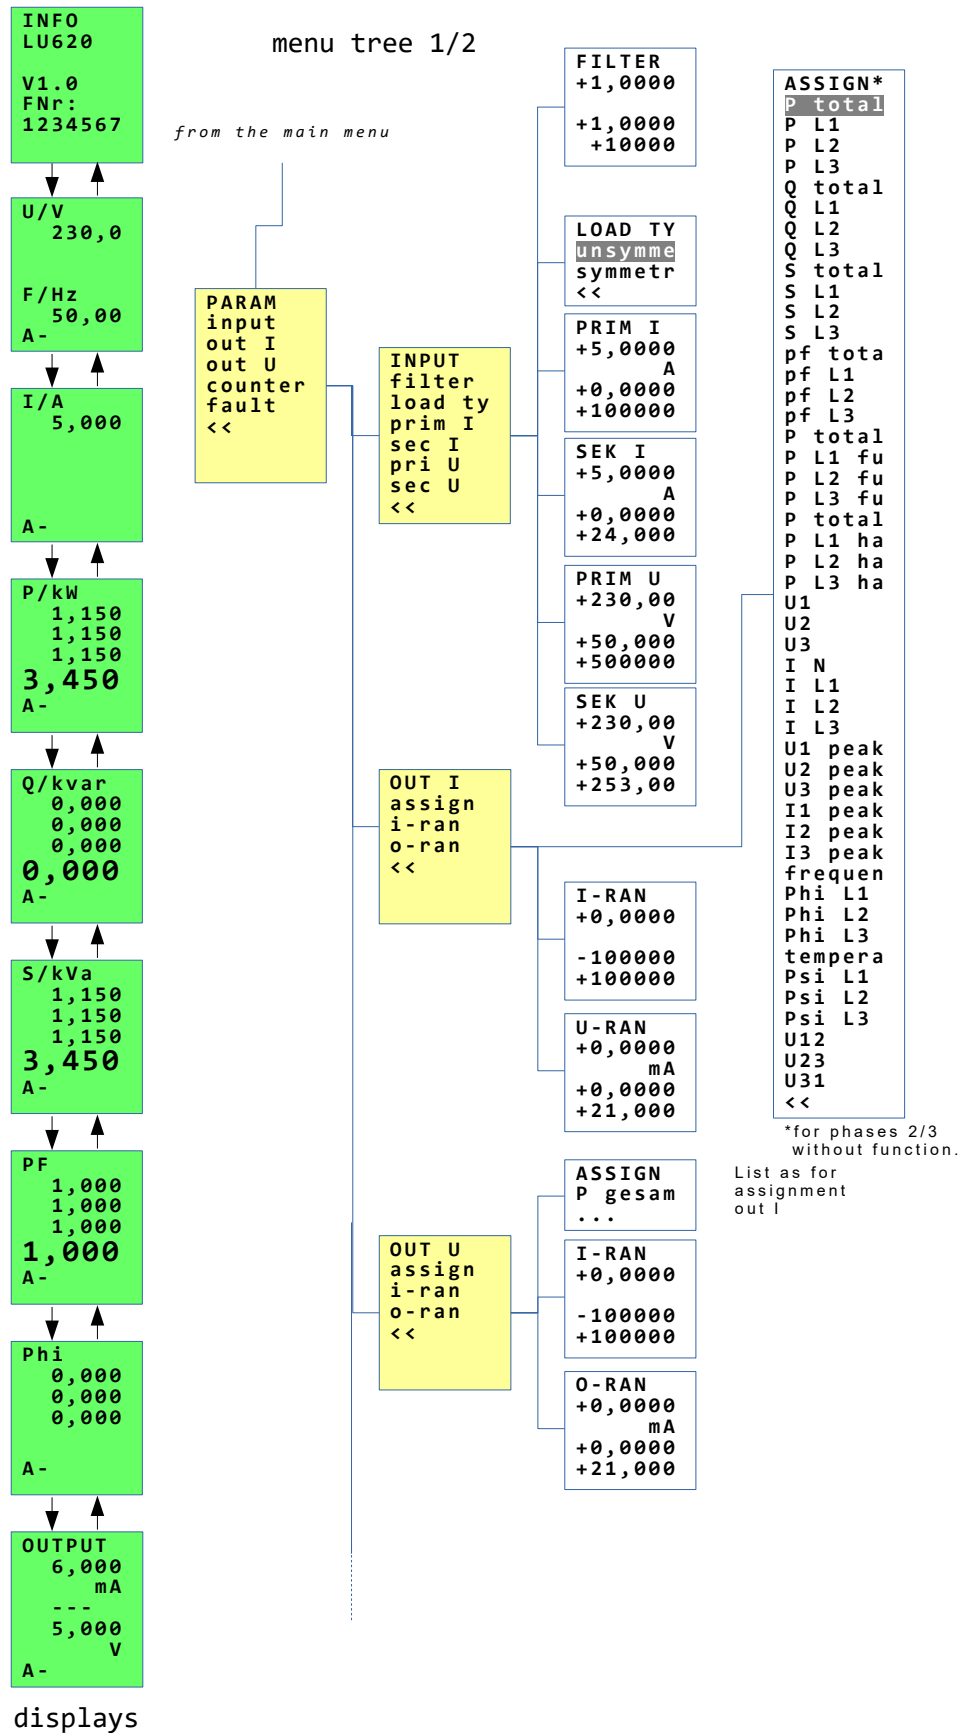 INFO
LU620
V1.0
FNr:
1234567
U/V
230,0
F/Hz
50,00
A-
I/A
5,000
A-
P/kW
1,150
1,150
1,150
3,450
A-
Q/kvar
0,000
0,000
0,000
0,000
A-
S/kVa
1,150
1,150
1,150
3,450
A-
PF
1,000
1,000
1,000
1,000
A-
Phi
0,000
0,000
0,000
A-
OUTPUT
6,000
mA
---
5,000
V
A-
displays
menu tree 1/2
from the main menu
PARAM
input
out I
out U
counter
fault
<<
INPUT
filter
load ty
prim I
sec I
pri U
sec U
<<
OUT I
assign
i-ran
o-ran
<<
OUT U
assign
i-ran
o-ran
<<
FILTER
+1,0000
+1,0000
+10000
LOAD TY
unsymme
symmetr
<<
PRIM I
+5,0000
A
+0,0000
+100000
SEK I
+5,0000
A
+0,0000
+24,000
PRIM U
+230,00
V
+50,000
+500000
SEK U
+230,00
V
+50,000
+253,00
I-RAN
+0,0000
-100000
+100000
U-RAN
+0,0000
mA
+0,0000
+21,000
ASSIGN
P gesam
...
I-RAN
+0,0000
-100000
+100000
O-RAN
+0,0000
mA
+0,0000
+21,000
ASSIGN*
P total
P L1
P L2
P L3
Q total
Q L1
Q L2
Q L3
S total
S L1
S L2
S L3
pf tota
pf L1
pf L2
pf L3
P total
P L1 fu
P L2 fu
P L3 fu
P total
P L1 ha
P L2 ha
P L3 ha
U1
U2
U3
I N
I L1
I L2
I L3
U1 peak
U2 peak
U3 peak
I1 peak
I2 peak
I3 peak
frequen
Phi L1
Phi L2
Phi L3
tempera
Psi L1
Psi L2
Psi L3
U12
U23
U31
<<
*for phases 2/3
without function.
List as for
assignment
out I